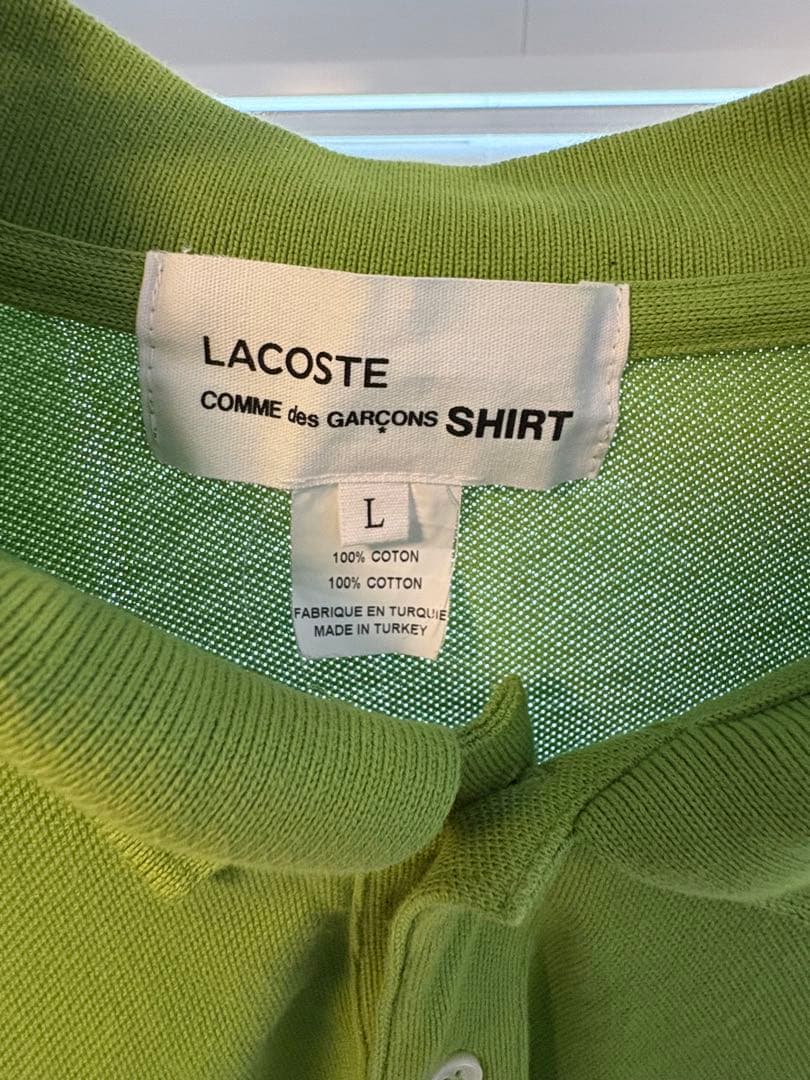 LACOSTE
COMME des GARÇONS SHIRT
L
100% COTON
100% COTTON
FABRIQUE EN TURQUIE
MADE IN TURKEY